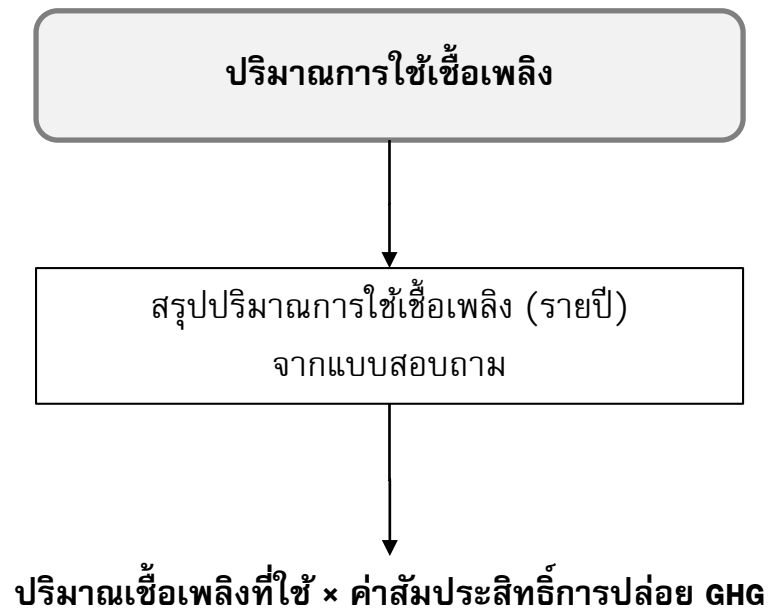 ปริมาณการใช้เชื้อเพลิง
สรุปปริมาณการใช้เชื้อเพลิง (รายปี)
จากแบบสอบถาม
ปริมาณเชื้อเพลิงที่ใช้ × ค่าสัมประสิทธิ์การปล่อย GHG